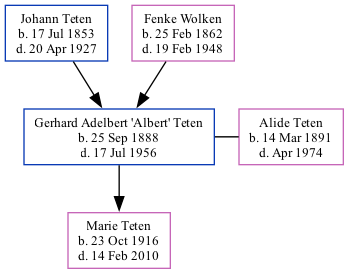 Johann Teten
b. 17 Jul 1853
d. 20 Apr 1927
Fenke Wolken
b. 25 Feb 1862
d. 19 Feb 1948
Gerhard Adelbert 'Albert' Teten
b. 25 Sep 1888
d. 17 Jul 1956
Alide Teten
b. 14 Mar 1891
d. Apr 1974
Marie Teten
b. 23 Oct 1916
d. 14 Feb 2010